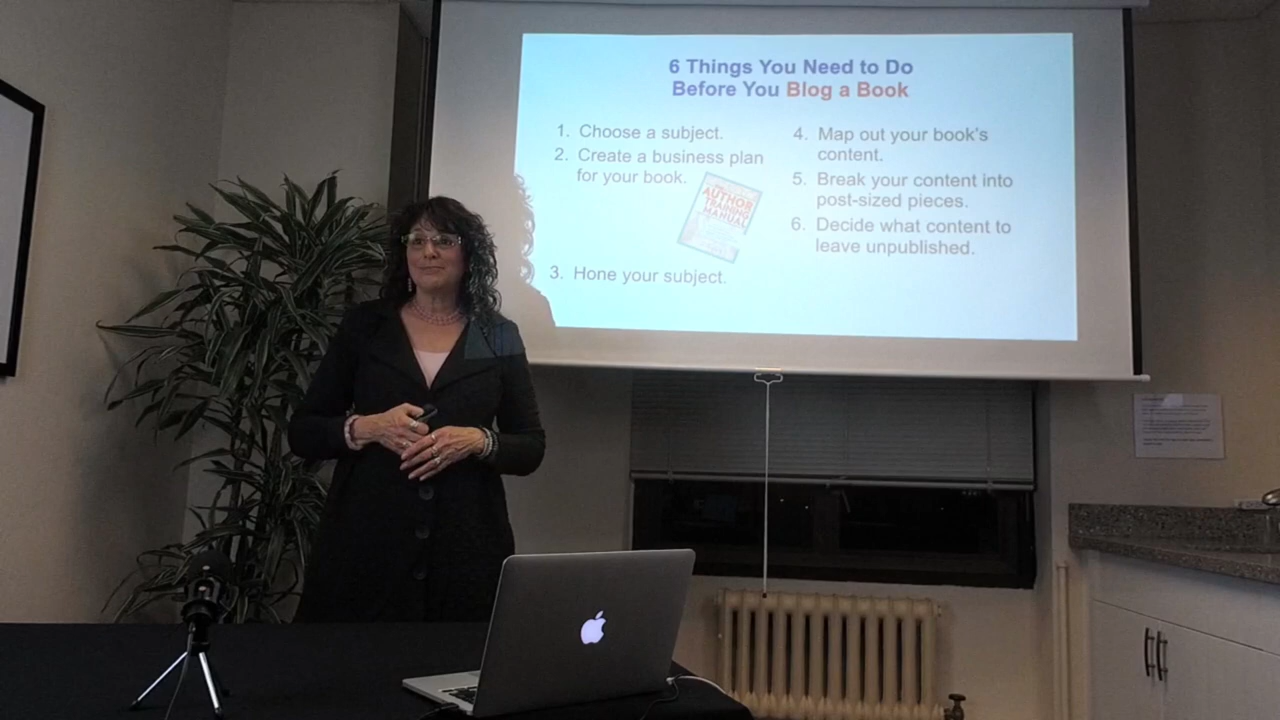 6 Things You Need to Do
Before You Blog a Book
1. Choose a subject.
2. Create a business plan
for your book.
AUTHOR
TRAINING
MANUAL
3. Hone your subject.
4. Map out your book's
content.
5. Break your content into
post-sized pieces.
6. Decide what content to
leave unpublished.